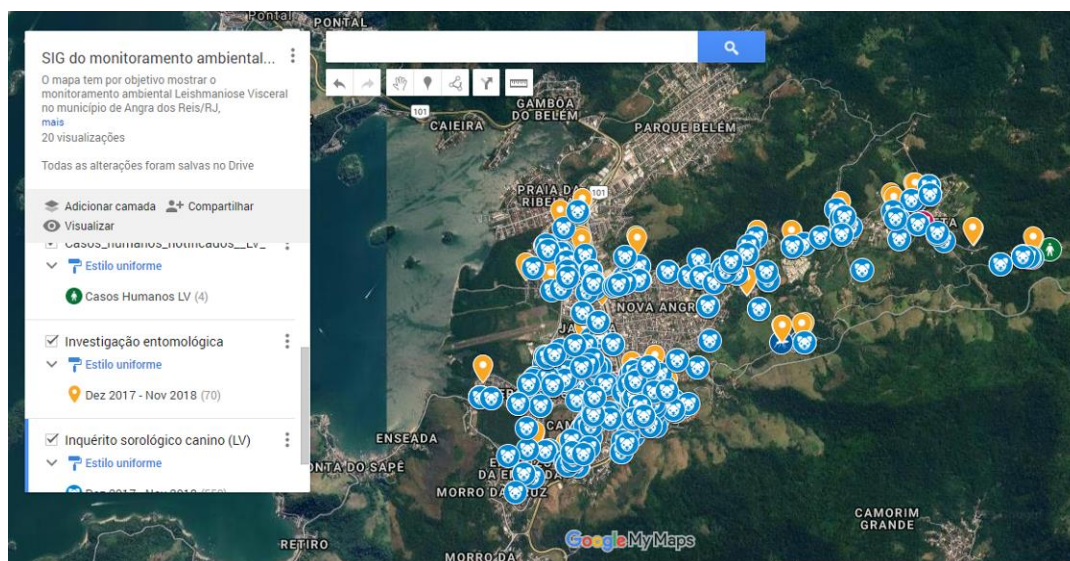 Pontal
PONTAL
SIG do monitoramento ambiental...
O mapa tem por objetivo mostrar o
monitoramento ambiental Leishmaniose Visceral
no município de Angra dos Reis/RJ,
mais
20 visualizações
Todas as alterações foram salvas no Drive
Adicionar camada
Compartilhar
Visualizar
Casos_humanos_notificados__LV_
Estilo uniforme
Casos Humanos LV (4)
Investigação entomológica
Estilo uniforme
Dez 2017 - Nov 2018 (70)
Inquérito sorológico canino (LV)
Estilo uniforme
101
CAIEIRA
GAMBOA
DO BELÉM
PARQUE BELÉM
PRAIA DA
101
NOVA ANGR
ENSEADA
NTA DO SAPÉ
MORRO DA
RETIRO
MORRO DA
CAMORIM
GRANDE
Google My Maps